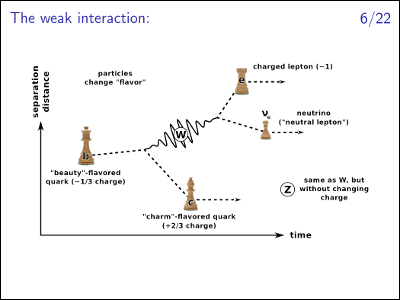 The weak interaction:
6/22
separation
distance
particles
change "flavor"
charged lepton (−1)
e
W
ν
e
neutrino
("neutral lepton")
b
"beauty"-flavored
quark (−1/3 charge)
c
"charm"-flavored quark
(+2/3 charge)
Z
same as W, but
without changing
charge
time